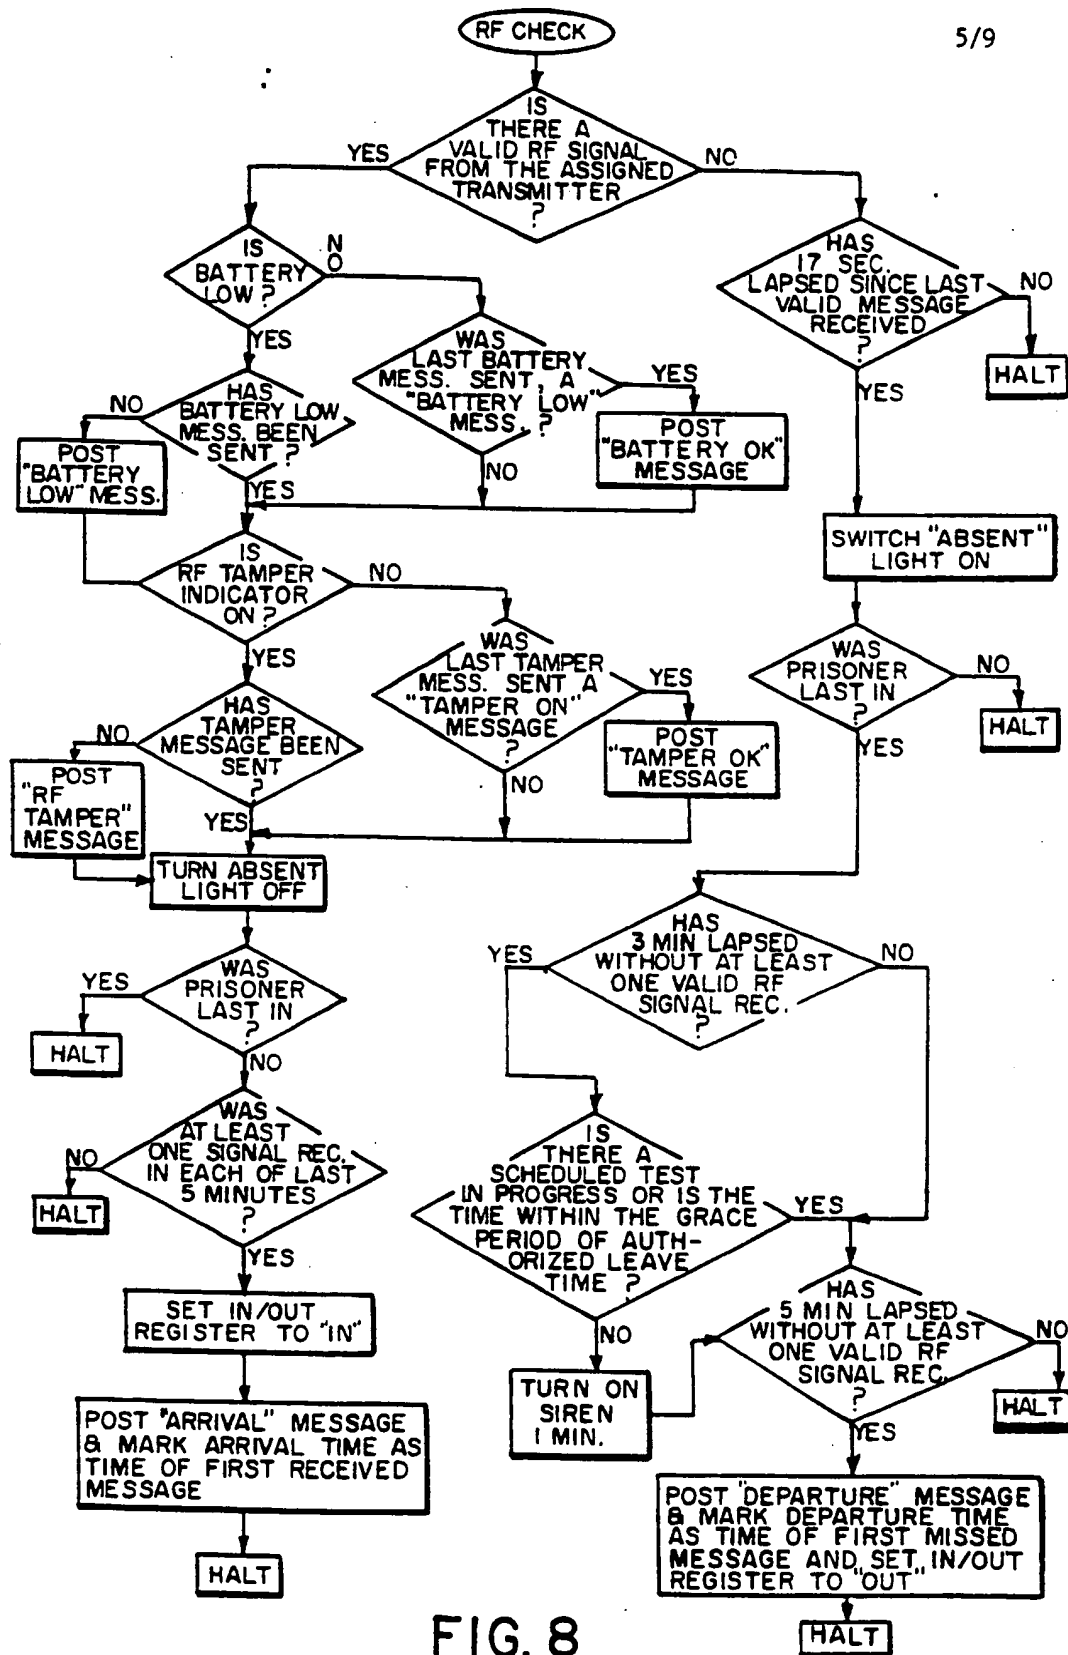 RF CHECK
5/9
IS
THERE A
VALID RF SIGNAL
FROM THE ASSIGNED
TRANSMITTER
?
YES
NO
IS
BATTERY
LOW ?
N
O
YES
HAS
17 SEC.
LAPSED SINCE LAST
VALID MESSAGE
RECEIVED
?
NO
HALT
YES
WAS
LAST BATTERY
MESS. SENT, A
"BATTERY LOW"
MESS. ?
YES
NO
POST
"BATTERY OK"
MESSAGE
HAS
BATTERY LOW
MESS. BEEN
SENT ?
NO
YES
POST
"BATTERY
LOW" MESS.
SWITCH "ABSENT"
LIGHT ON
IS
RF TAMPER
INDICATOR
ON ?
NO
YES
WAS
LAST TAMPER
MESS. SENT A
"TAMPER ON"
MESSAGE
?
YES
NO
POST
"TAMPER OK"
MESSAGE
WAS
PRISONER
LAST IN
?
NO
HALT
YES
HAS
TAMPER
MESSAGE BEEN
SENT
?
NO
YES
POST
"RF
TAMPER"
MESSAGE
TURN ABSENT
LIGHT OFF
WAS
PRISONER
LAST IN
?
YES
HALT
NO
HAS
3 MIN LAPSED
WITHOUT AT LEAST
ONE VALID RF
SIGNAL REC.
?
YES
NO
WAS
AT LEAST
ONE SIGNAL REC.
IN EACH OF LAST
5 MINUTES
?
NO
HALT
YES
IS
THERE A
SCHEDULED TEST
IN PROGRESS OR IS THE
TIME WITHIN THE GRACE
PERIOD OF AUTH-
ORIZED LEAVE
TIME ?
YES
NO
SET IN/OUT
REGISTER TO "IN"
TURN ON
SIREN
1 MIN.
HAS
5 MIN LAPSED
WITHOUT AT LEAST
ONE VALID RF
SIGNAL REC.
?
NO
HALT
YES
POST "ARRIVAL" MESSAGE
& MARK ARRIVAL TIME AS
TIME OF FIRST RECEIVED
MESSAGE
HALT
POST "DEPARTURE" MESSAGE
& MARK DEPARTURE TIME
AS TIME OF FIRST MISSED
MESSAGE AND SET IN/OUT
REGISTER TO "OUT"
HALT
FIG. 8